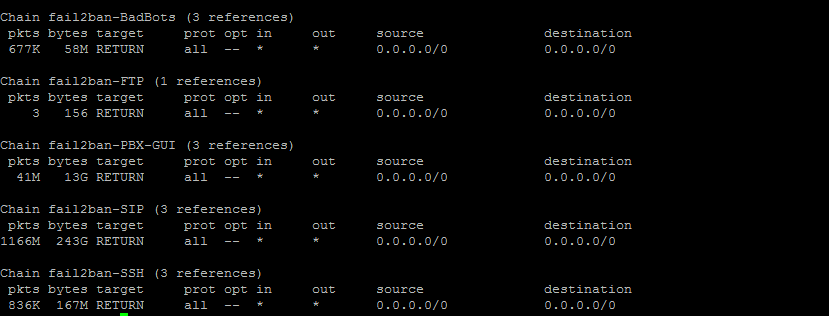 Chain fail2ban-BadBots (3 references)
 pkts bytes target     prot opt in     out     source               destination
 677K   58M RETURN     all  --  *      *       0.0.0.0/0            0.0.0.0/0

Chain fail2ban-FTP (1 references)
 pkts bytes target     prot opt in     out     source               destination
    3   156 RETURN     all  --  *      *       0.0.0.0/0            0.0.0.0/0

Chain fail2ban-PBX-GUI (3 references)
 pkts bytes target     prot opt in     out     source               destination
  41M   13G RETURN     all  --  *      *       0.0.0.0/0            0.0.0.0/0

Chain fail2ban-SIP (3 references)
 pkts bytes target     prot opt in     out     source               destination
1166M  243G RETURN     all  --  *      *       0.0.0.0/0            0.0.0.0/0

Chain fail2ban-SSH (3 references)
 pkts bytes target     prot opt in     out     source               destination
 836K  167M RETURN     all  --  *      *       0.0.0.0/0            0.0.0.0/0